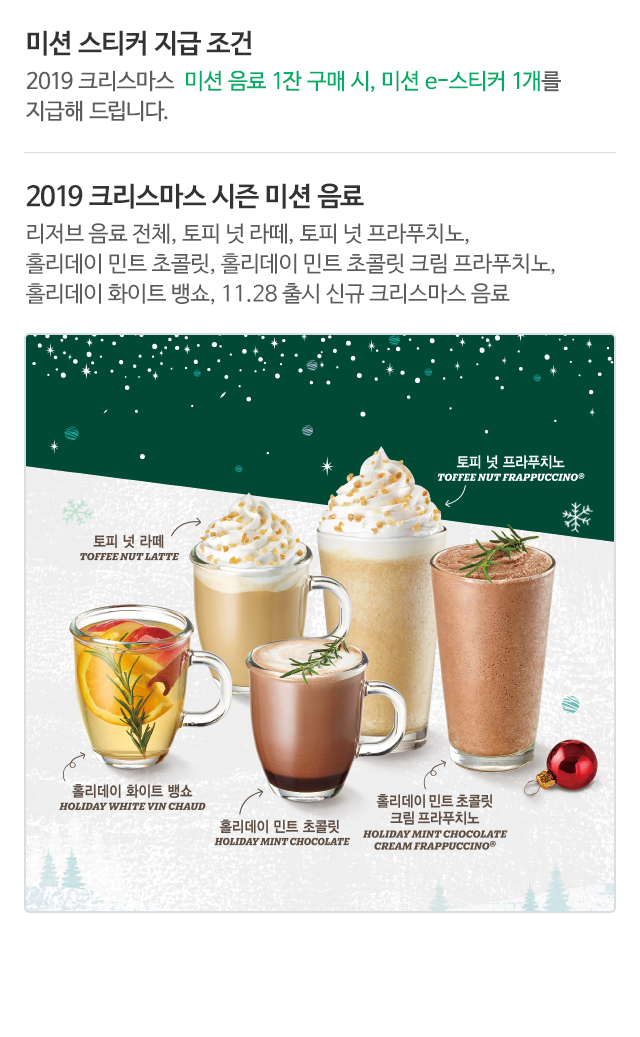 미션 스티커 지급 조건
2019 크리스마스 미션 음료 1잔 구매 시, 미션 e-스티커 1개를
지급해 드립니다.
2019 크리스마스 시즌 미션 음료
리저브 음료 전체, 토피 넛 라떼, 토피 넛 프라푸치노,
홀리데이 민트 초콜릿, 홀리데이 민트 초콜릿 크림 프라푸치노,
홀리데이 화이트 뱅쇼, 11.28 출시 신규 크리스마스 음료
토피 넛 프라푸치노
TOFFEE NUT FRAPPUCCINO®
토피 넛 라떼
TOFFEE NUT LATTE
홀리데이 화이트 뱅쇼
HOLIDAY WHITE VIN CHAUD
홀리데이 민트 초콜릿
HOLIDAY MINT CHOCOLATE
홀리데이 민트 초콜릿
크림 프라푸치노
HOLIDAY MINT CHOCOLATE
CREAM FRAPPUCCINO®